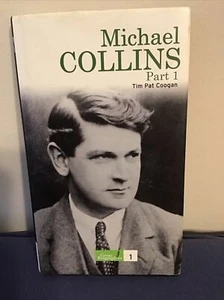 Michael
COLLINS
Part 1
Tim Pat Coogan
1